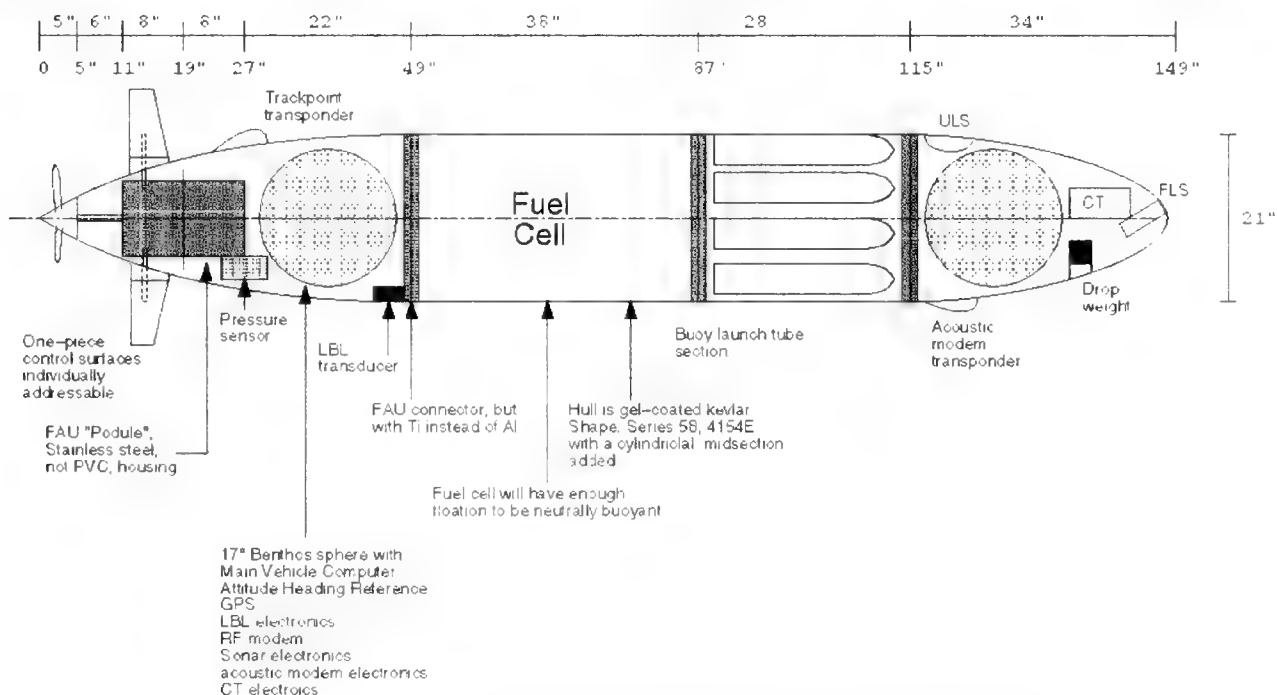 5" 6" 8" 8" 22" 38" 28 34"
0 5" 11" 19" 27" 49" 87' 115" 149"
Trackpoint
transponder
ULS
FLS
CT
Fuel
Cell
21"
Drop
weight
Pressure
sensor
LBL
transducer
Buoy launch tube
section
Acoustic
modem
transponder
One-piece
control surfaces
individually
addressable
FAU connector, but
with Ti instead of Al
Hull is gel-coated kevlar
Shape. Series 58, 4154E
with a cylindriclal midsection
added
FAU "Podule",
Stainless steel,
not PVC, housing
Fuel cell will have enough
floation to be neutrally buoyant
17" Benthos sphere with
Main Vehicle Computer
Attitude Heading Reference
GPS
LBL electronics
RF modem
Sonar electronics
acoustic modem electronics
CT electroics